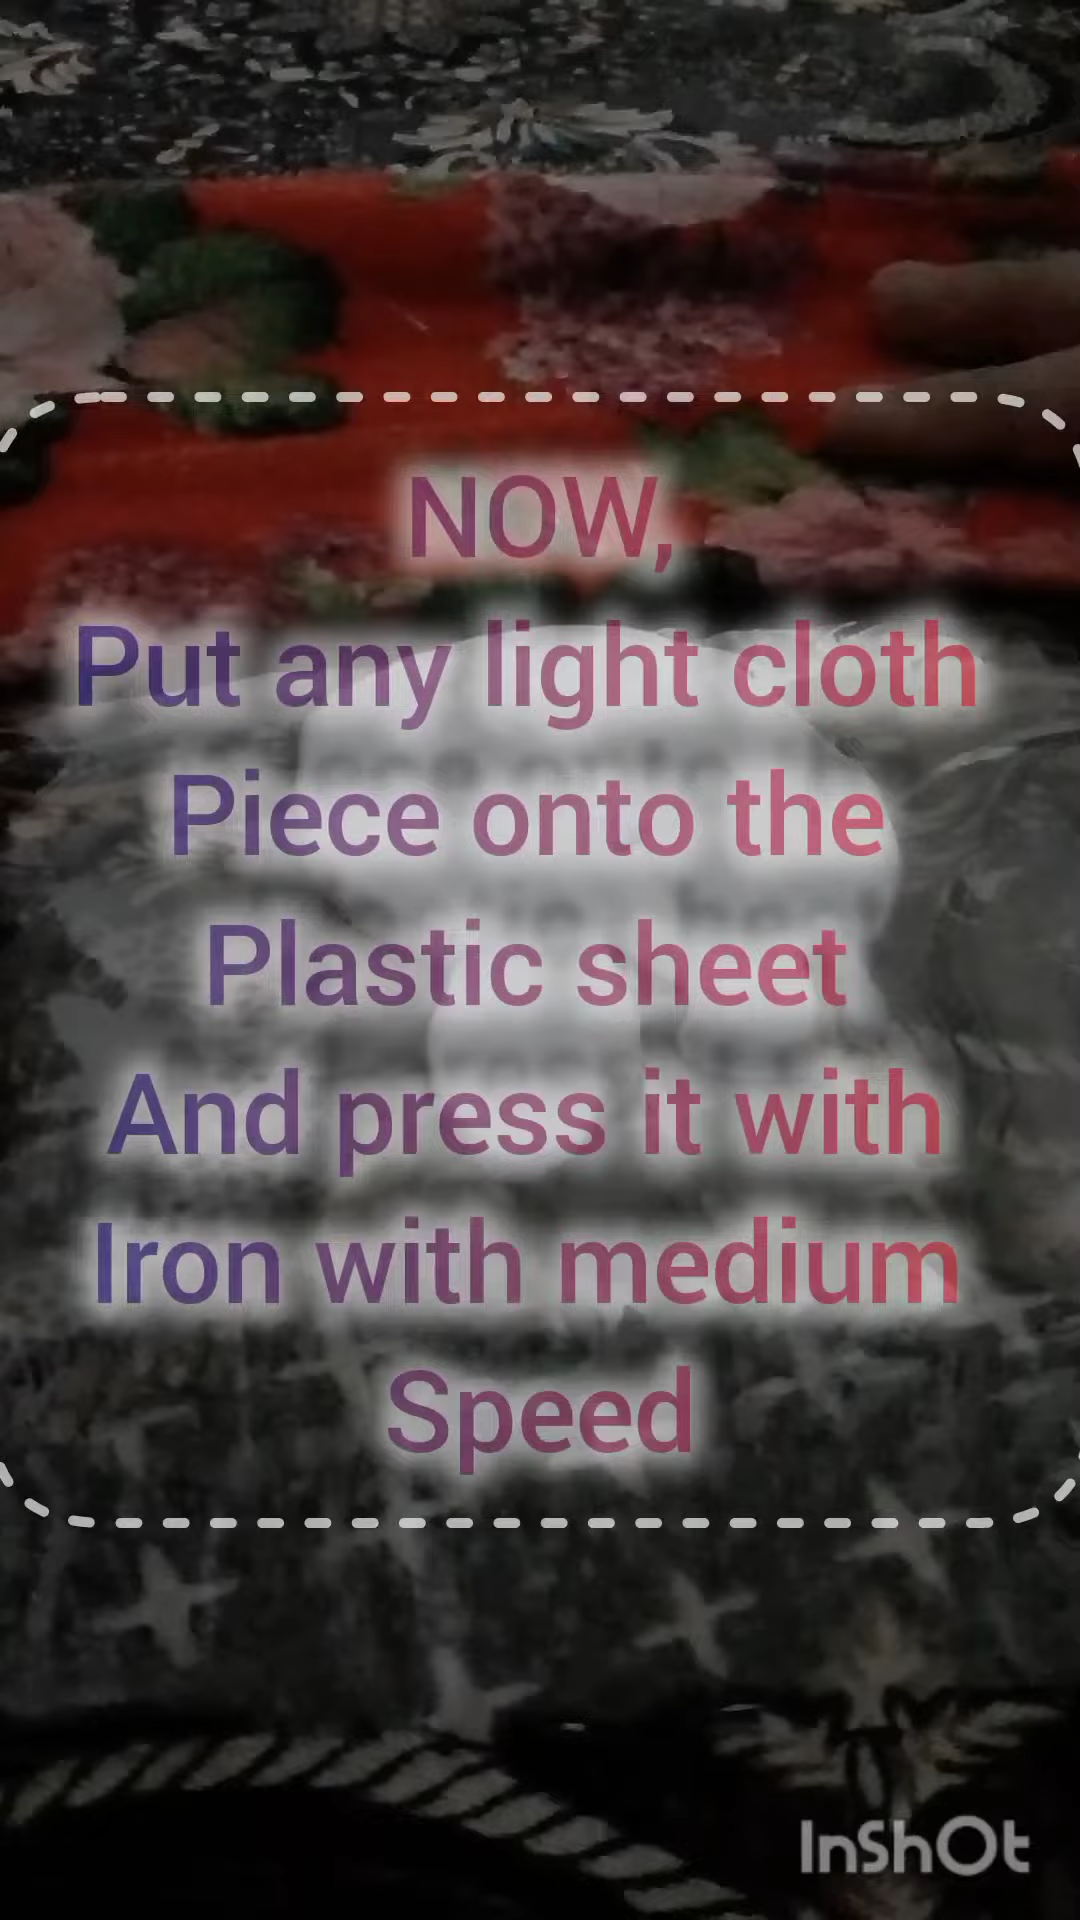 NOW,
Put any light cloth
Piece onto the
Plastic sheet
And press it with
Iron with medium
Speed
InShOt